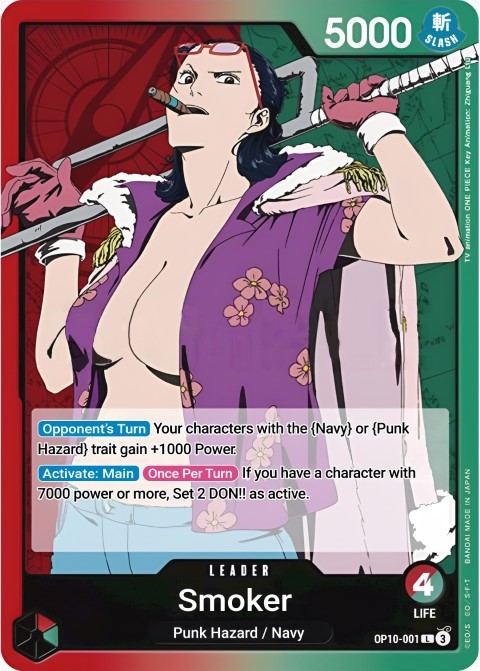 5000
斬
SLASH
TV animation ONE PIECE Key Animation: Zhiguang Liu
Opponent's Turn Your characters with the {Navy} or {Punk
Hazard} trait gain +1000 Power.
Activate: Main Once Per Turn If you have a character with
7000 power or more, Set 2 DON!! as active.
LEADER
Smoker
Punk Hazard / Navy
4
LIFE
OP10-001 L 3
BANDAI MADE IN JAPAN